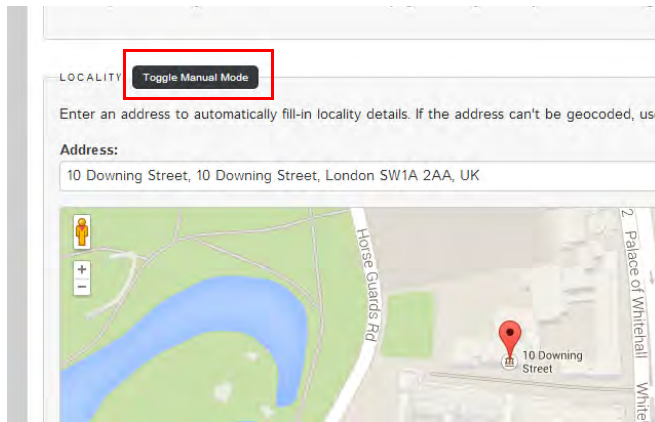 LOCALITY
Toggle Manual Mode
Enter an address to automatically fill-in locality details. If the address can't be geocoded,
Address:
10 Downing Street, 10 Downing Street, London SW1A 2AA, UK
Horse Guards Rd
2
Palace of Whitehall
+
−
10 Downing
Street